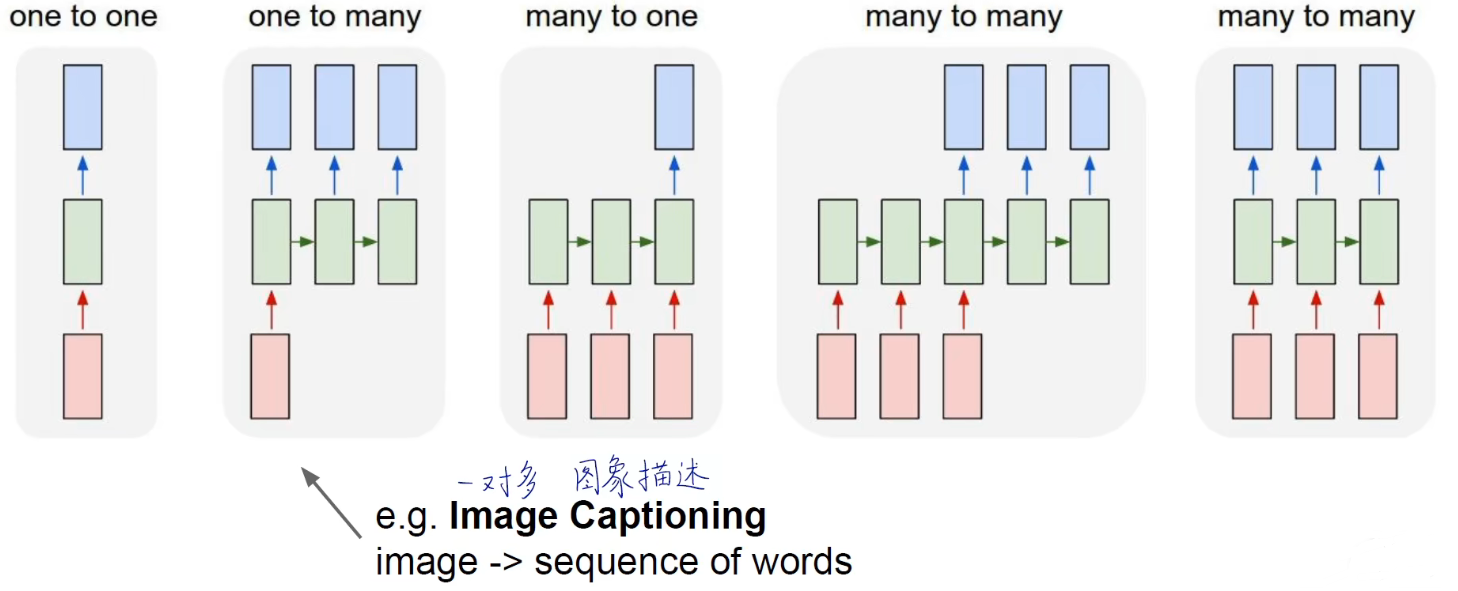 one to one
one to many
many to one
many to many
many to many
一对多 图象描述
e.g. Image Captioning
image -> sequence of words